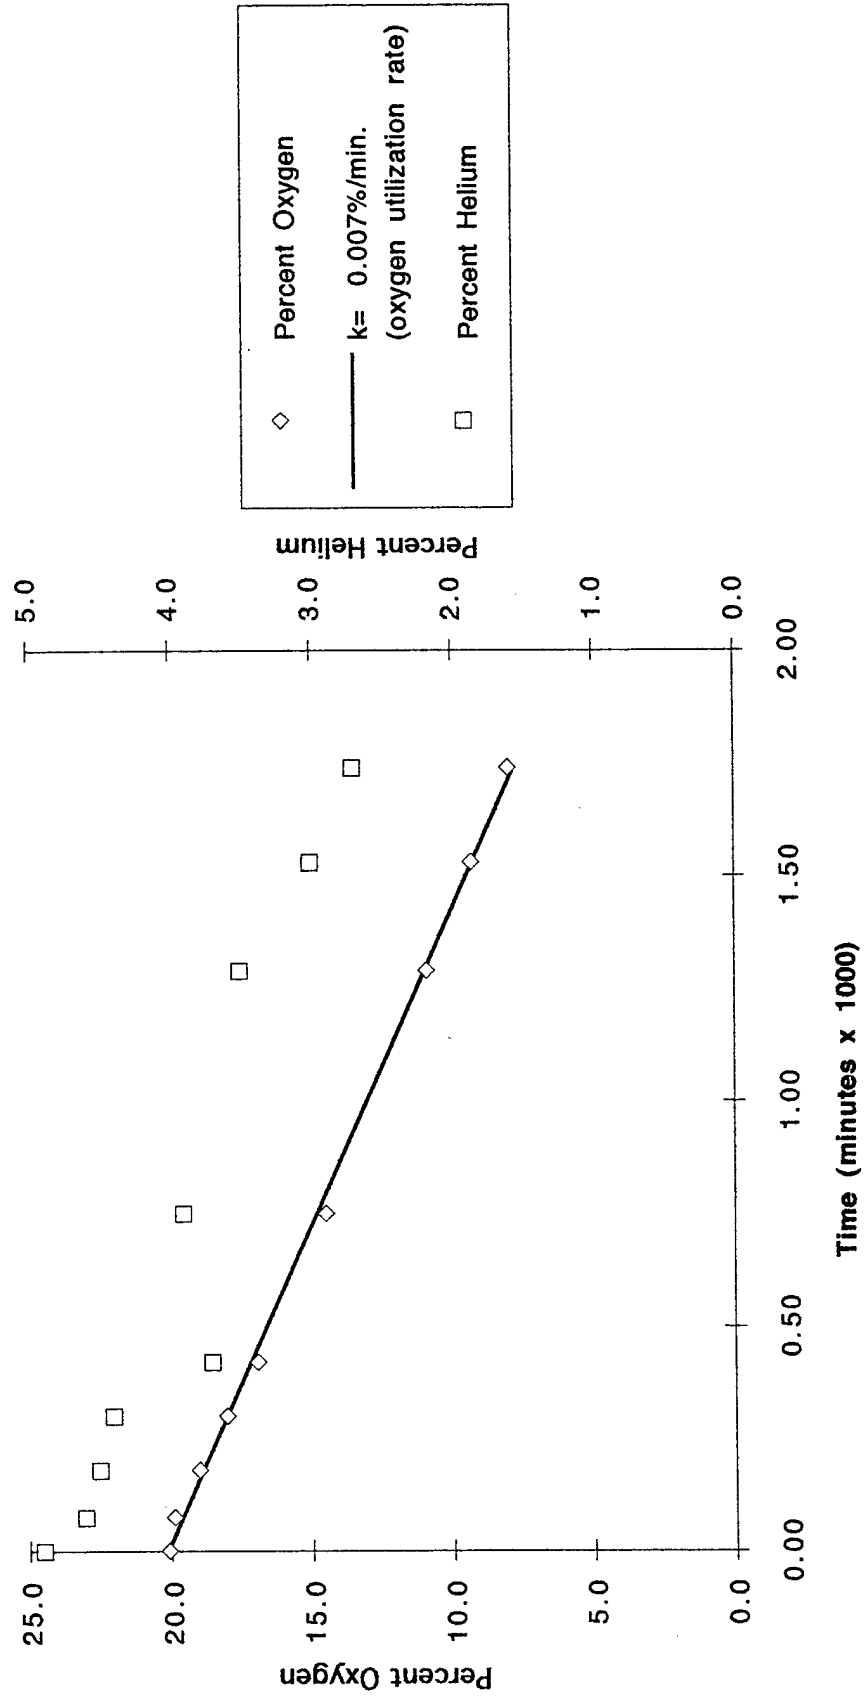 25.0
20.0
15.0
10.0
5.0
0.0
Percent Oxygen
0.00
0.50
1.00
1.50
2.00
Time (minutes x 1000)
5.0
4.0
3.0
2.0
1.0
0.0
Percent Helium
Percent Oxygen
k= 0.007%/min.
(oxygen utilization rate)
Percent Helium